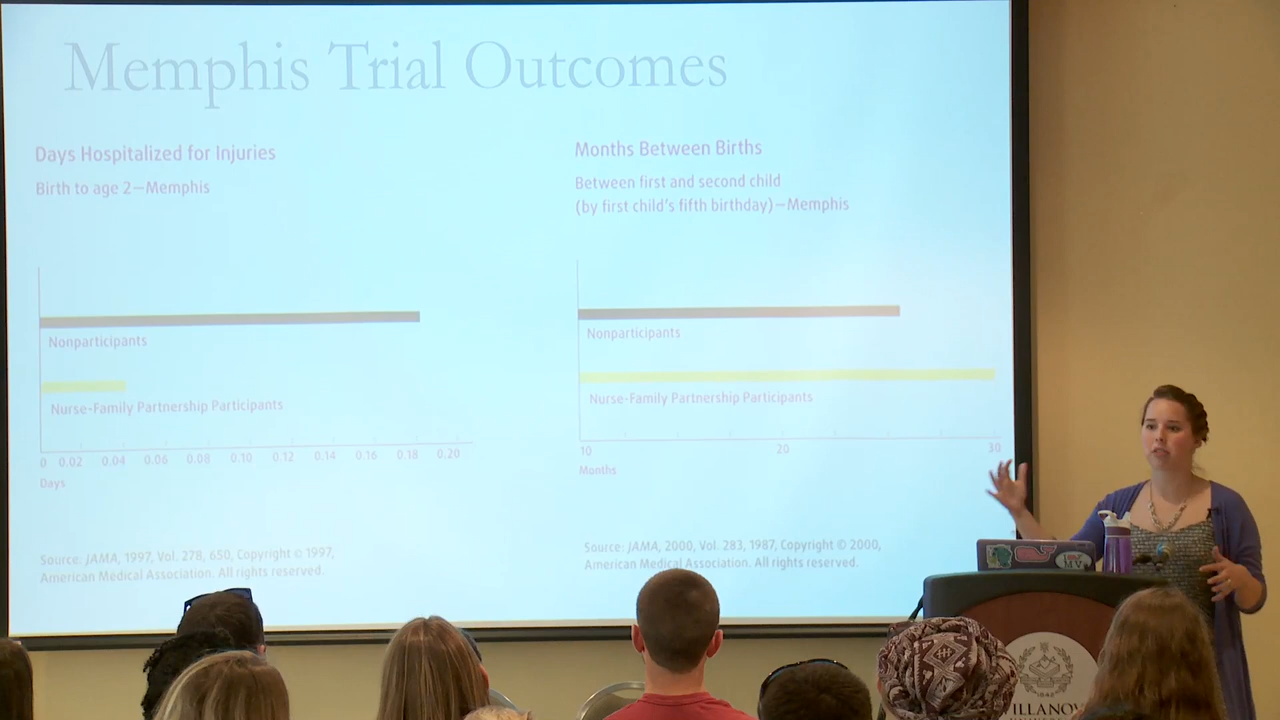 Memphis Trial Outcomes
Days Hospitalized for Injuries
Birth to age 2—Memphis
Nonparticipants
Nurse-Family Partnership Participants
0 0.02 0.04 0.06 0.08 0.10 0.12 0.14 0.16 0.18 0.20
Days
Source: JAMA, 1997, Vol. 278, 650, Copyright © 1997,
American Medical Association. All rights reserved.
Months Between Births
Between first and second child
(by first child's fifth birthday)—Memphis
Nonparticipants
Nurse-Family Partnership Participants
10 20 30
Months
Source: JAMA, 2000, Vol. 283, 1987, Copyright © 2000,
American Medical Association. All rights reserved.
MV